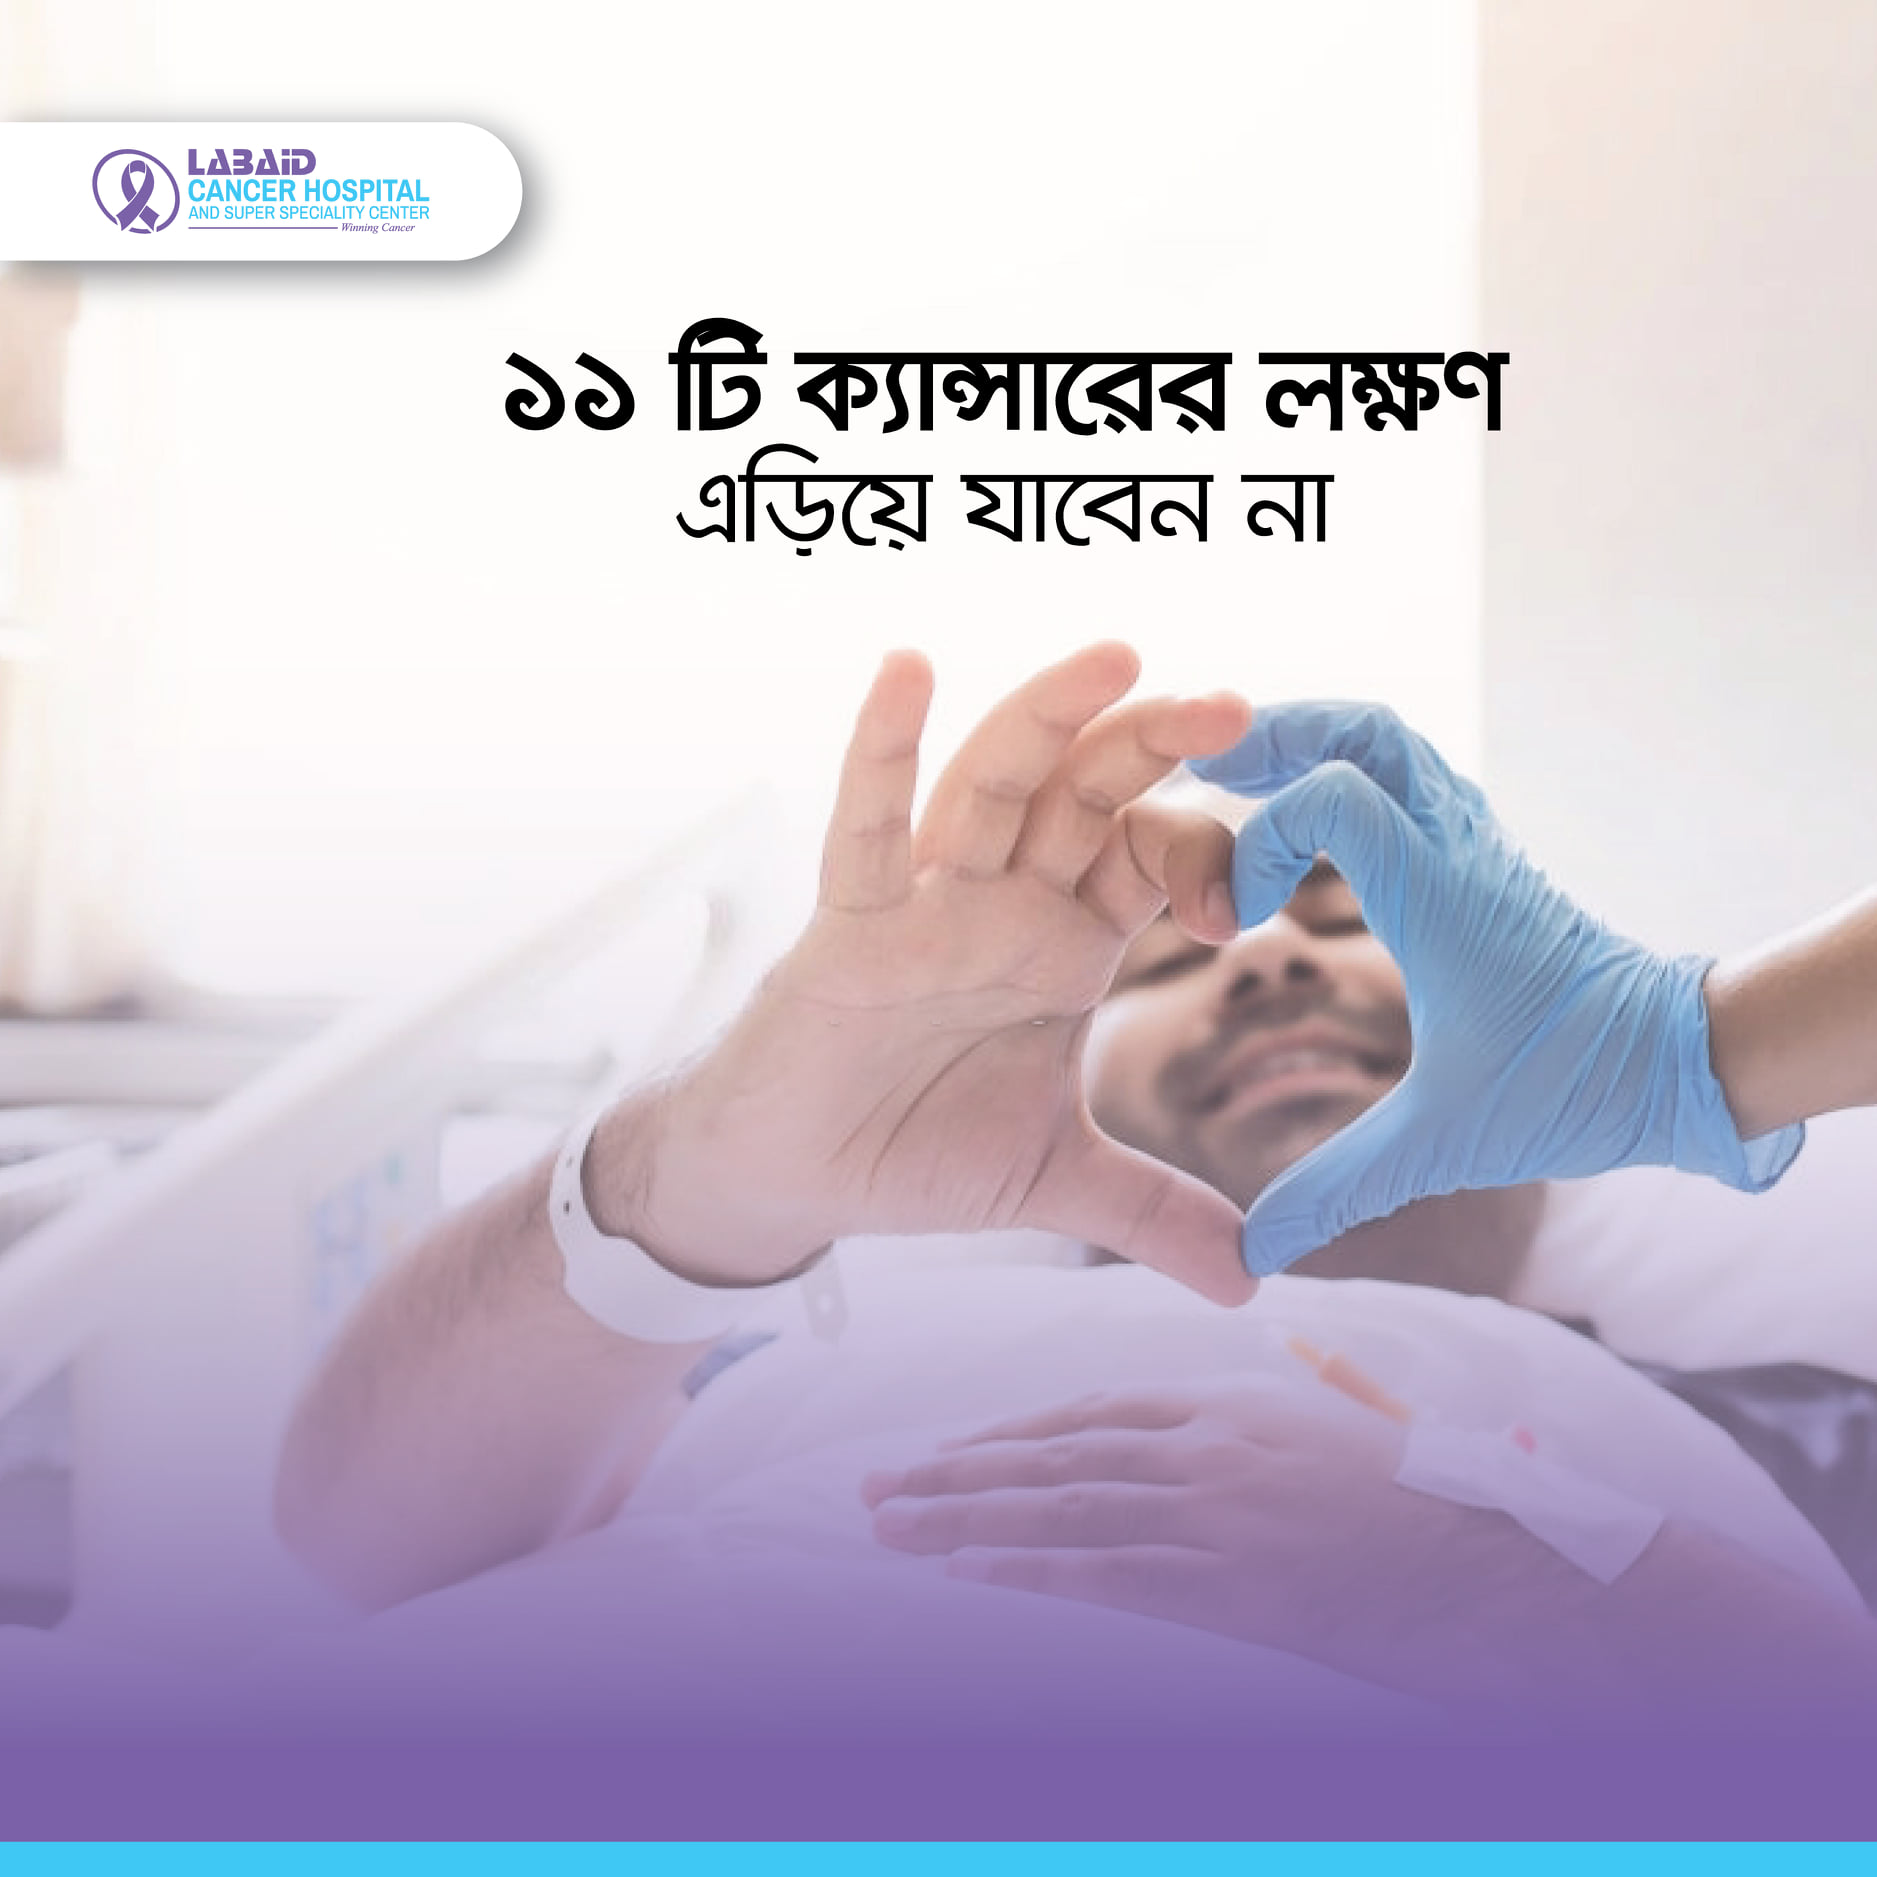 LABAID
CANCER HOSPITAL
AND SUPER SPECIALITY CENTER
Winning Cancer
১১ টি ক্যান্সারের লক্ষণ
এড়িয়ে যাবেন না